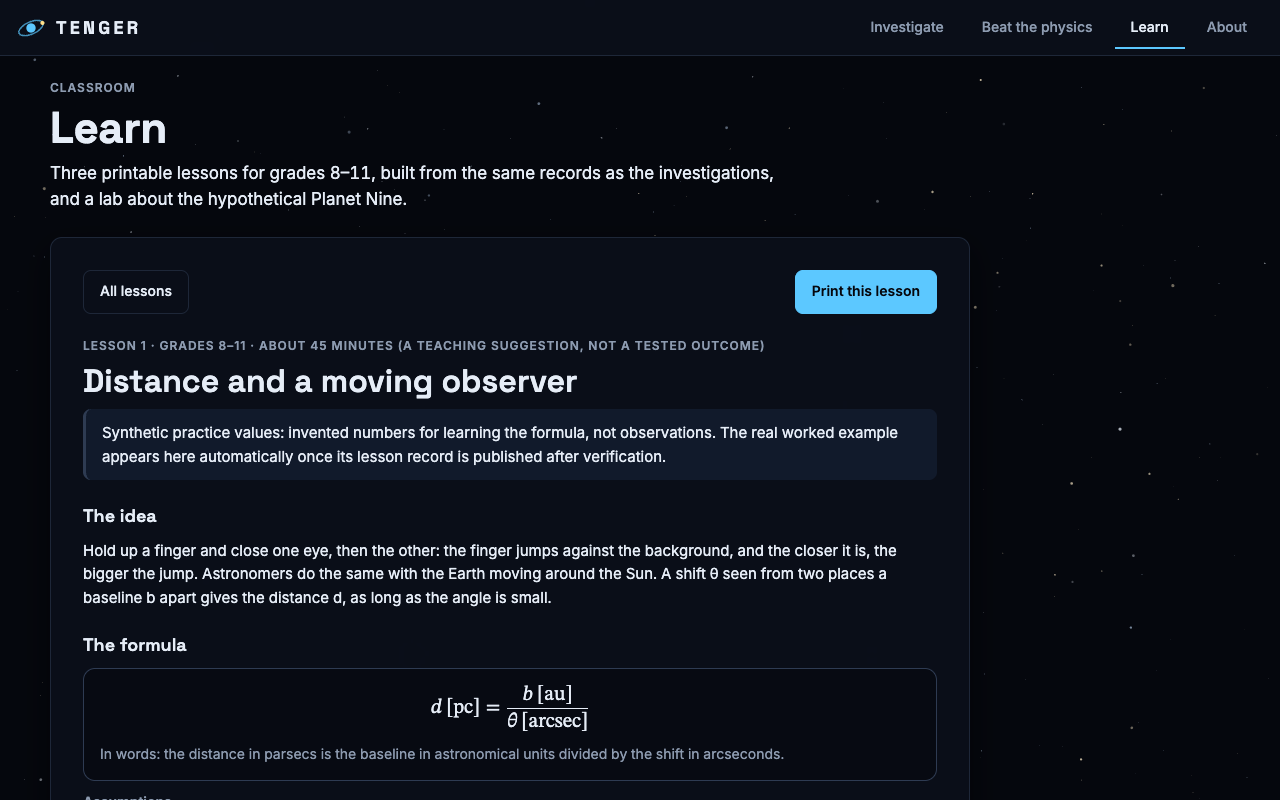 TENGER
Investigate Beat the physics Learn About
CLASSROOM
Learn
Three printable lessons for grades 8–11, built from the same records as the investigations,
and a lab about the hypothetical Planet Nine.
All lessons
Print this lesson
LESSON 1 · GRADES 8–11 · ABOUT 45 MINUTES (A TEACHING SUGGESTION, NOT A TESTED OUTCOME)
Distance and a moving observer
Synthetic practice values: invented numbers for learning the formula, not observations. The real worked example
appears here automatically once its lesson record is published after verification.
The idea
Hold up a finger and close one eye, then the other: the finger jumps against the background, and the closer it is, the
bigger the jump. Astronomers do the same with the Earth moving around the Sun. A shift θ seen from two places a
baseline b apart gives the distance d, as long as the angle is small.
The formula
d [pc] = b [au] / θ [arcsec]
In words: the distance in parsecs is the baseline in astronomical units divided by the shift in arcseconds.